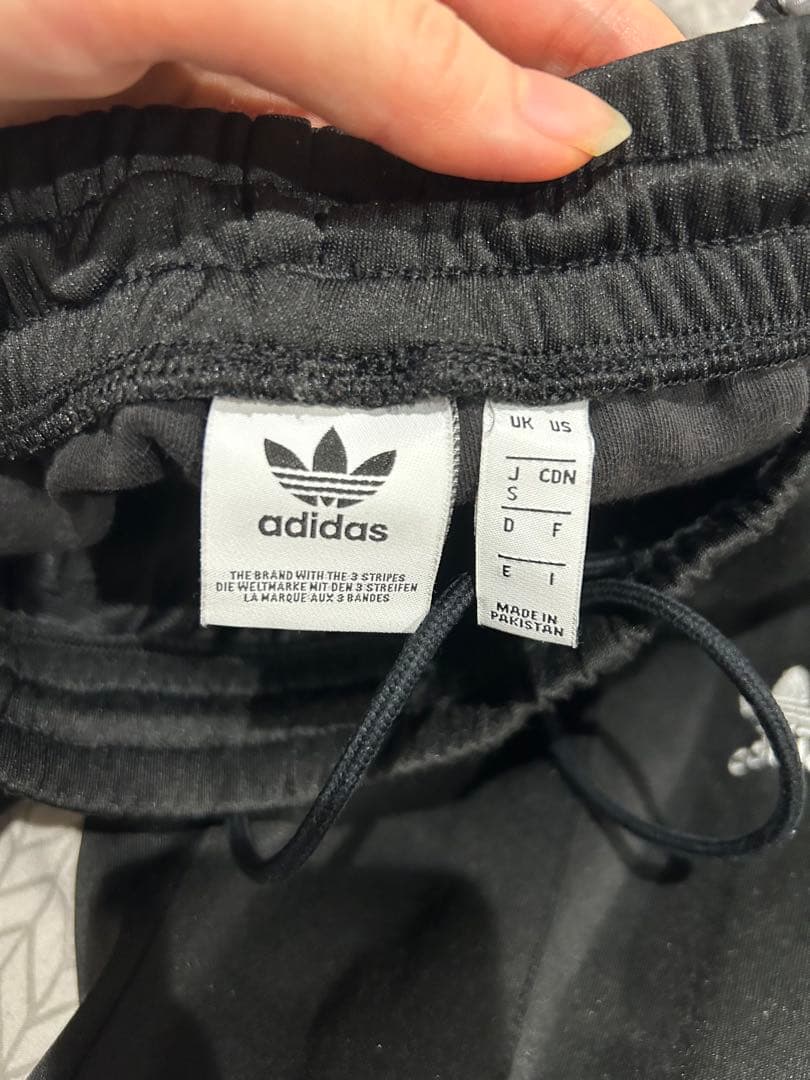 adidas
THE BRAND WITH THE 3 STRIPES
DIE WELTMARKE MIT DEN 3 STREIFEN
LA MARQUE AUX 3 BANDES
UK US
J CDN
S
D F
E I
MADE IN
PAKISTAN